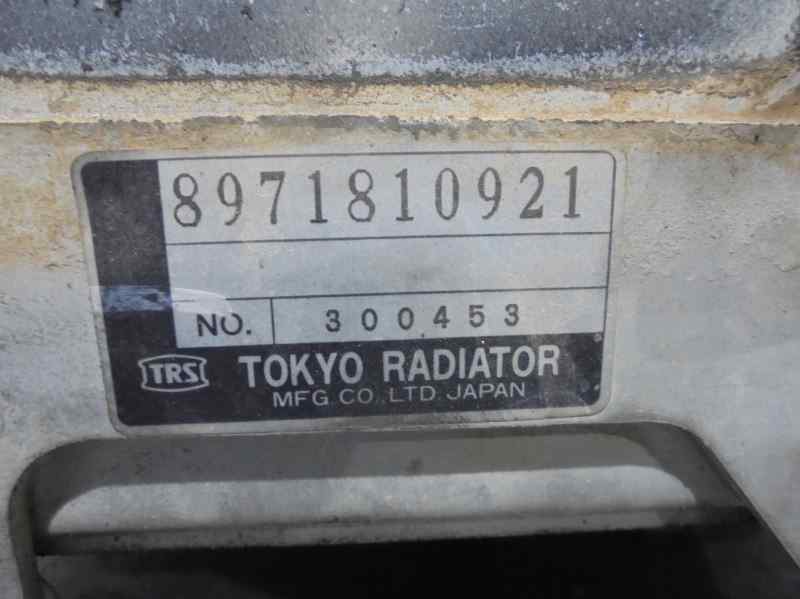 8971810921
NO. 300453
TRS TOKYO RADIATOR
MFG. CO., LTD. JAPAN